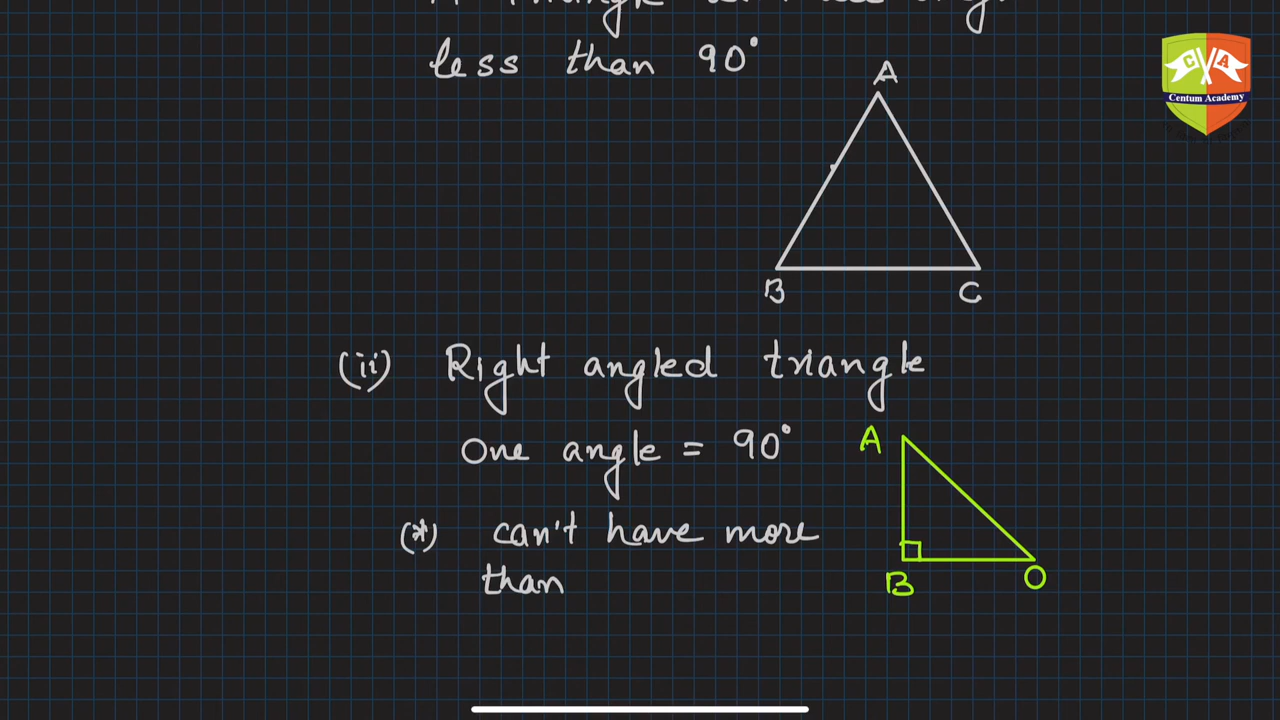 less than 90°
A
B
C
(ii) Right angled triangle
One angle = 90°
A
(*) can't have more
than
B
O
C A
Centum Academy